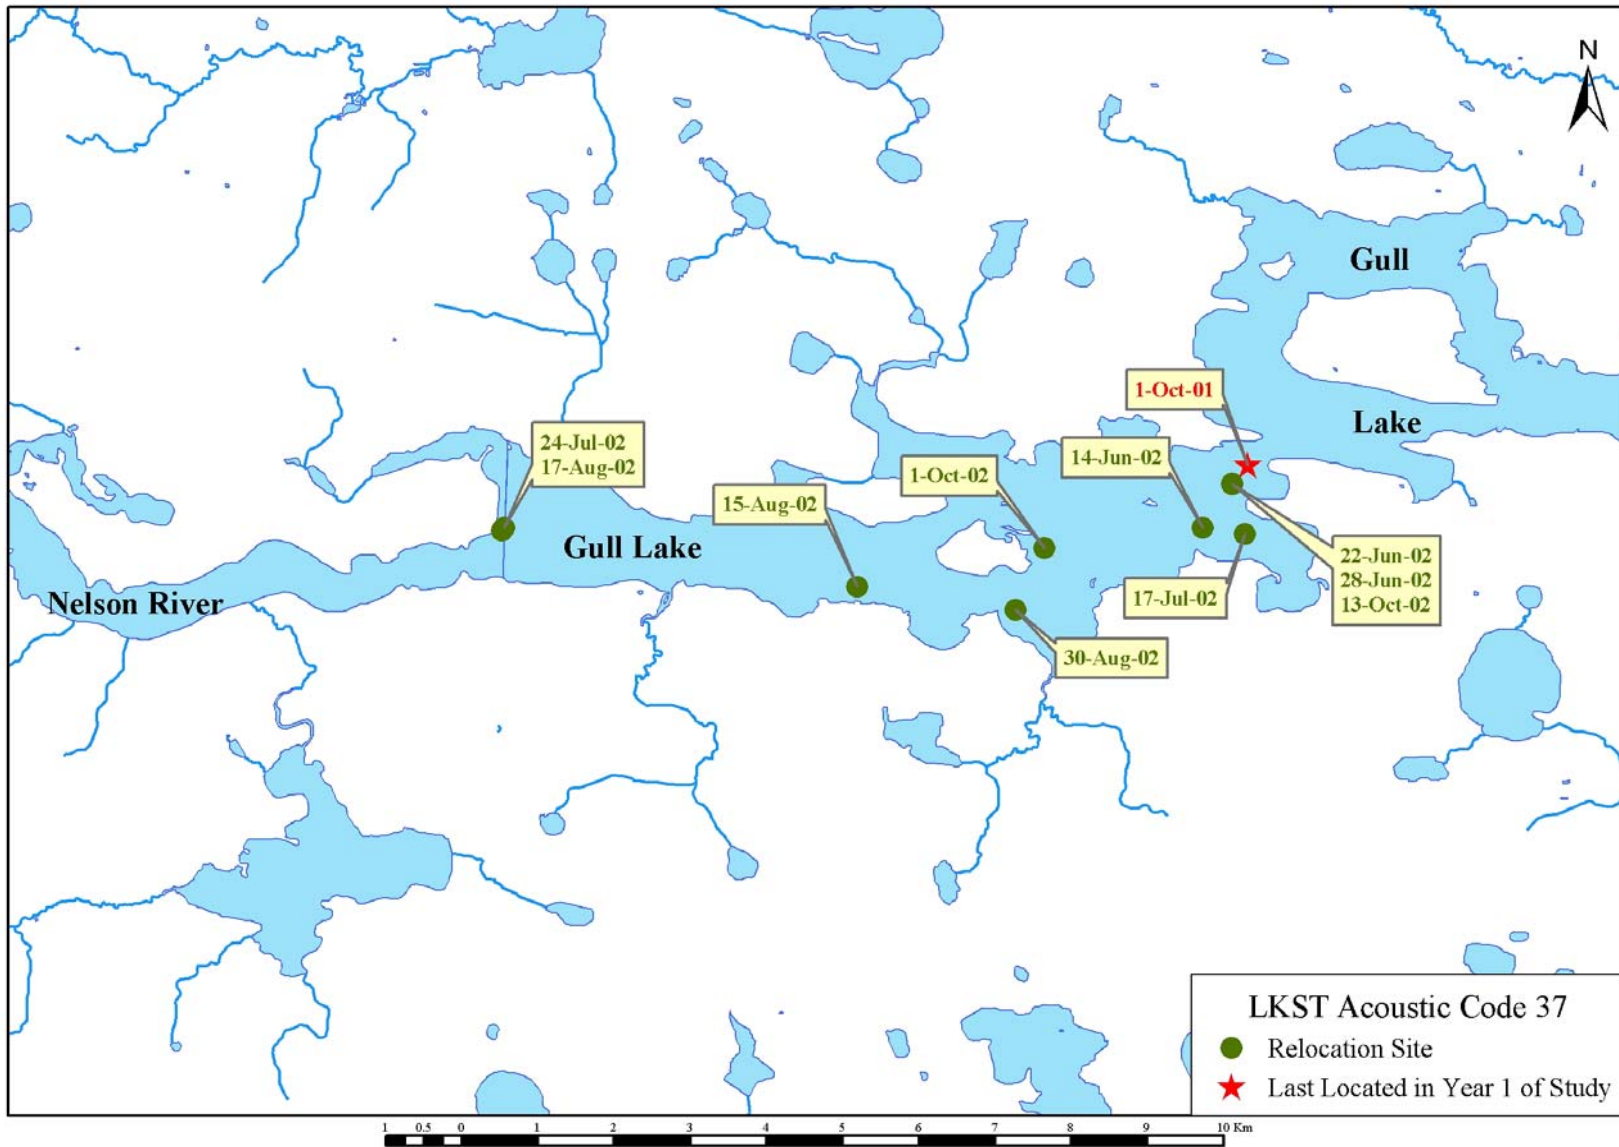 N
Gull
1-Oct-01
Lake
24-Jul-02
17-Aug-02
14-Jun-02
1-Oct-02
15-Aug-02
Gull Lake
22-Jun-02
28-Jun-02
13-Oct-02
Nelson River
17-Jul-02
30-Aug-02
LKST Acoustic Code 37
Relocation Site
Last Located in Year 1 of Study
1 0.5 0 1 2 3 4 5 6 7 8 9 10 Km